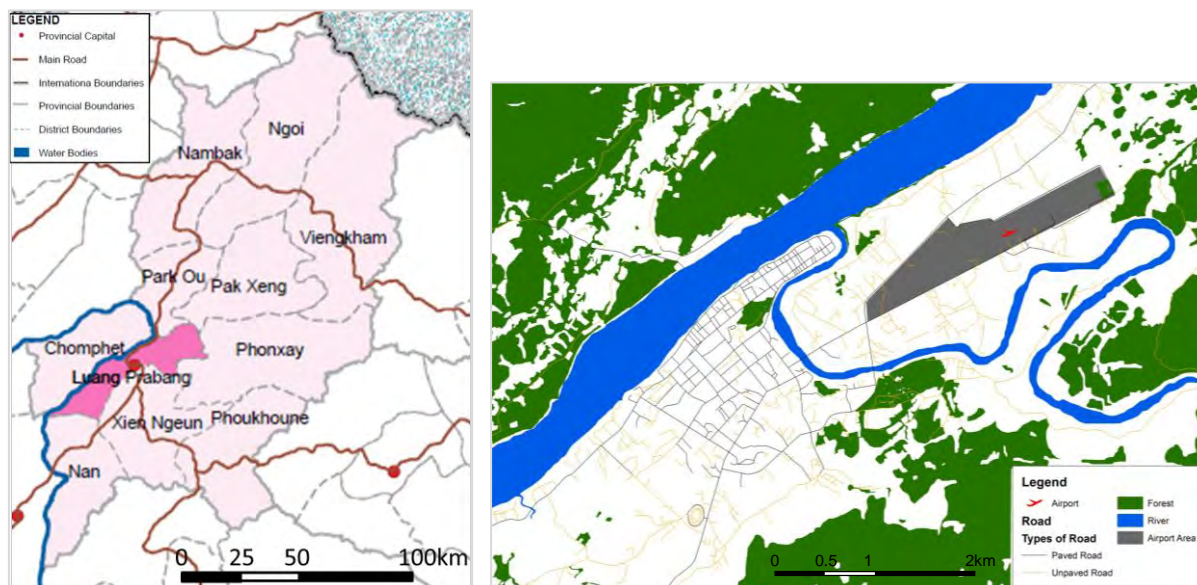 LEGEND
Provincial Capital
Main Road
Internationa Boundaries
Provincial Boundaries
District Boundaries
Water Bodies
Ngoi
Nambak
Viengkham
Park Ou
Pak Xeng
Chomphet
Phonxay
Luang Prabang
Xien Ngeun
Phoukhoune
Nan
0 25 50 100km
Legend
Airport
Road
Types of Road
Paved Road
Unpaved Road
Forest
River
Airport Area
0 0.5 1 2km